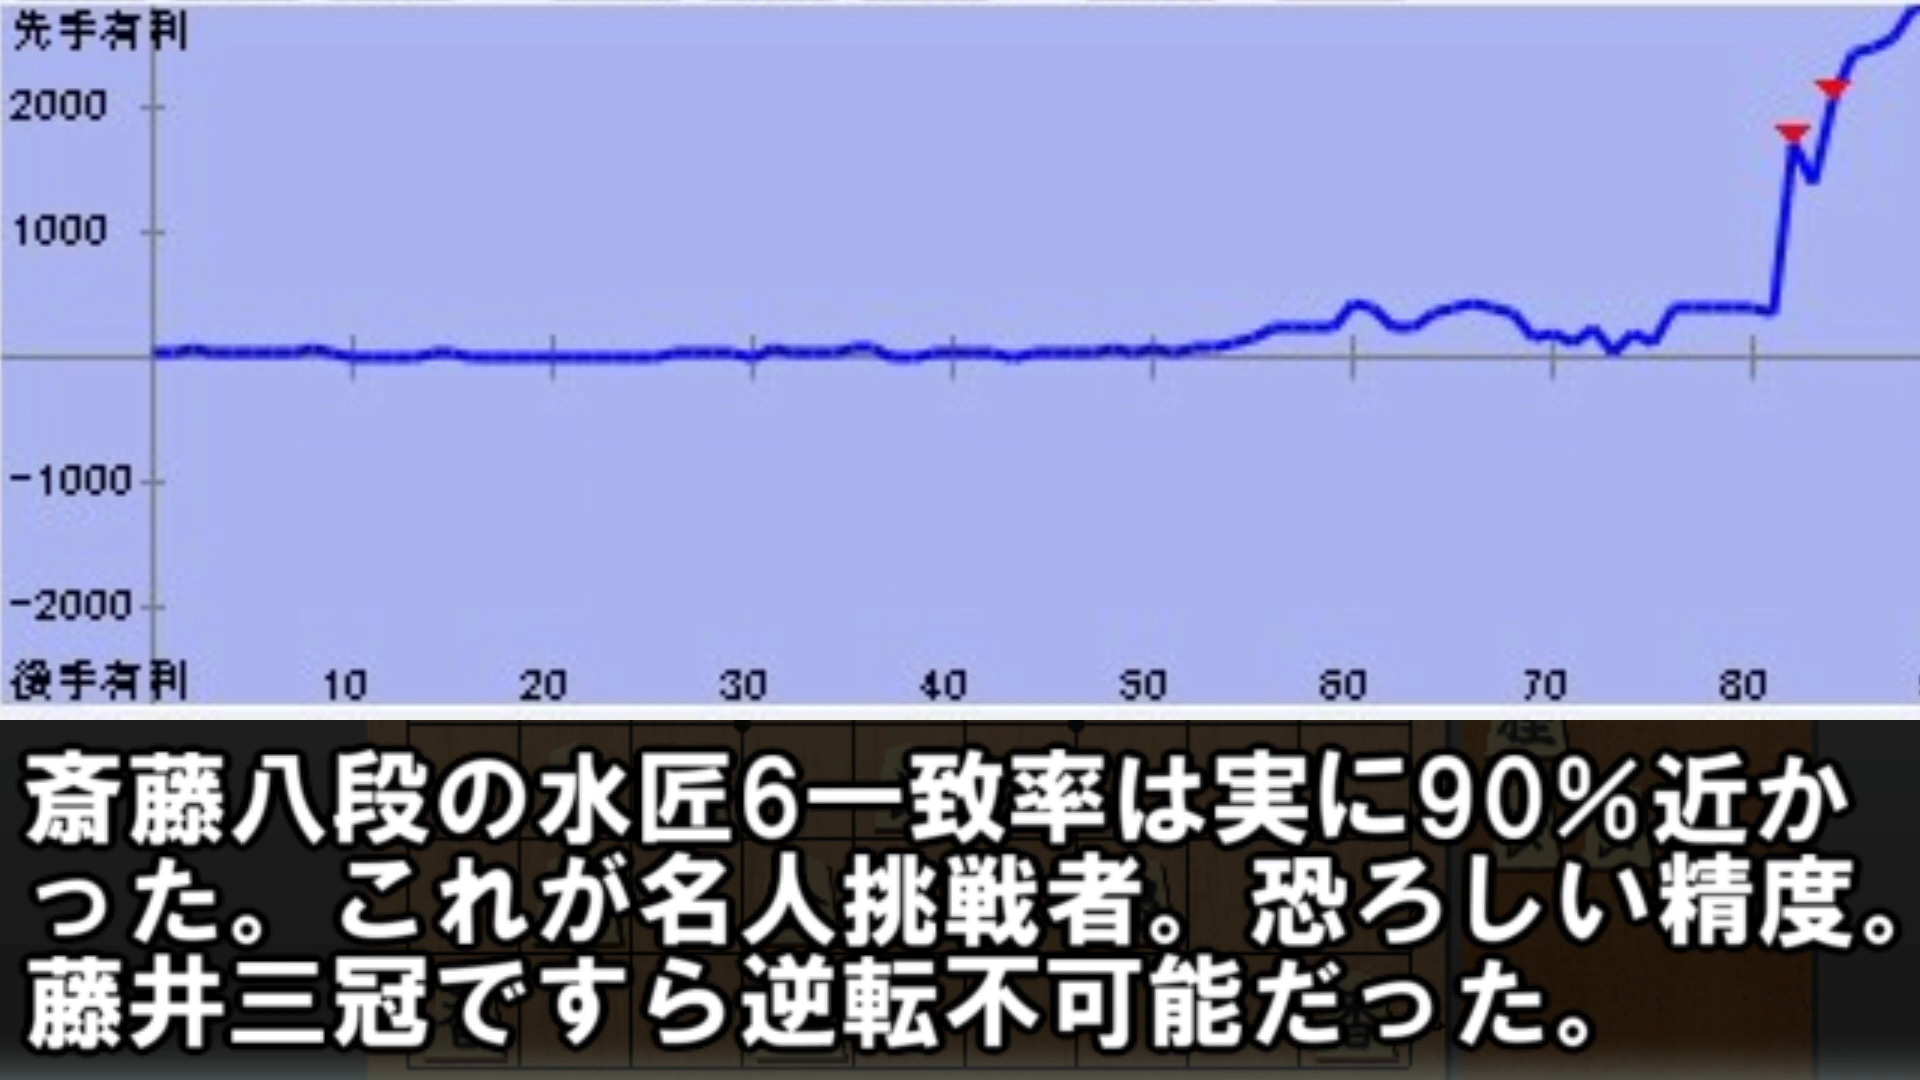 先手有利
2000
1000
-1000
-2000
後手有利 10 20 30 40 50 60 70 80
斎藤八段の水匠6一致率は実に90%近か
った。これが名人挑戦者。恐ろしい精度。
藤井三冠ですら逆転不可能だった。